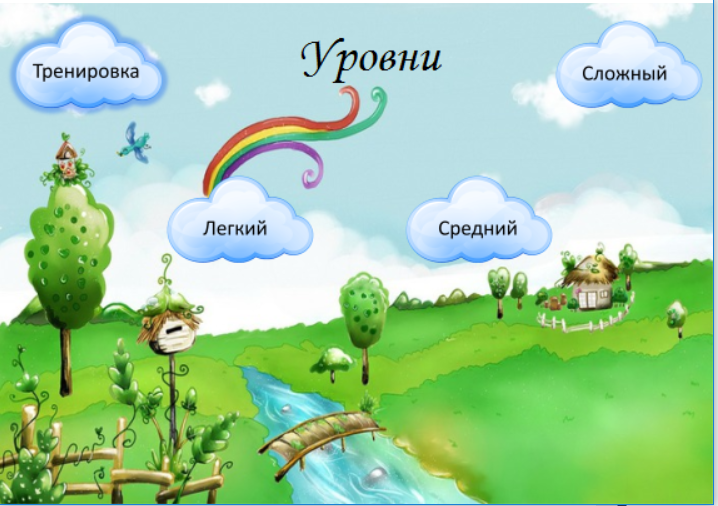 Уровни
Тренировка
Сложный
Легкий
Средний